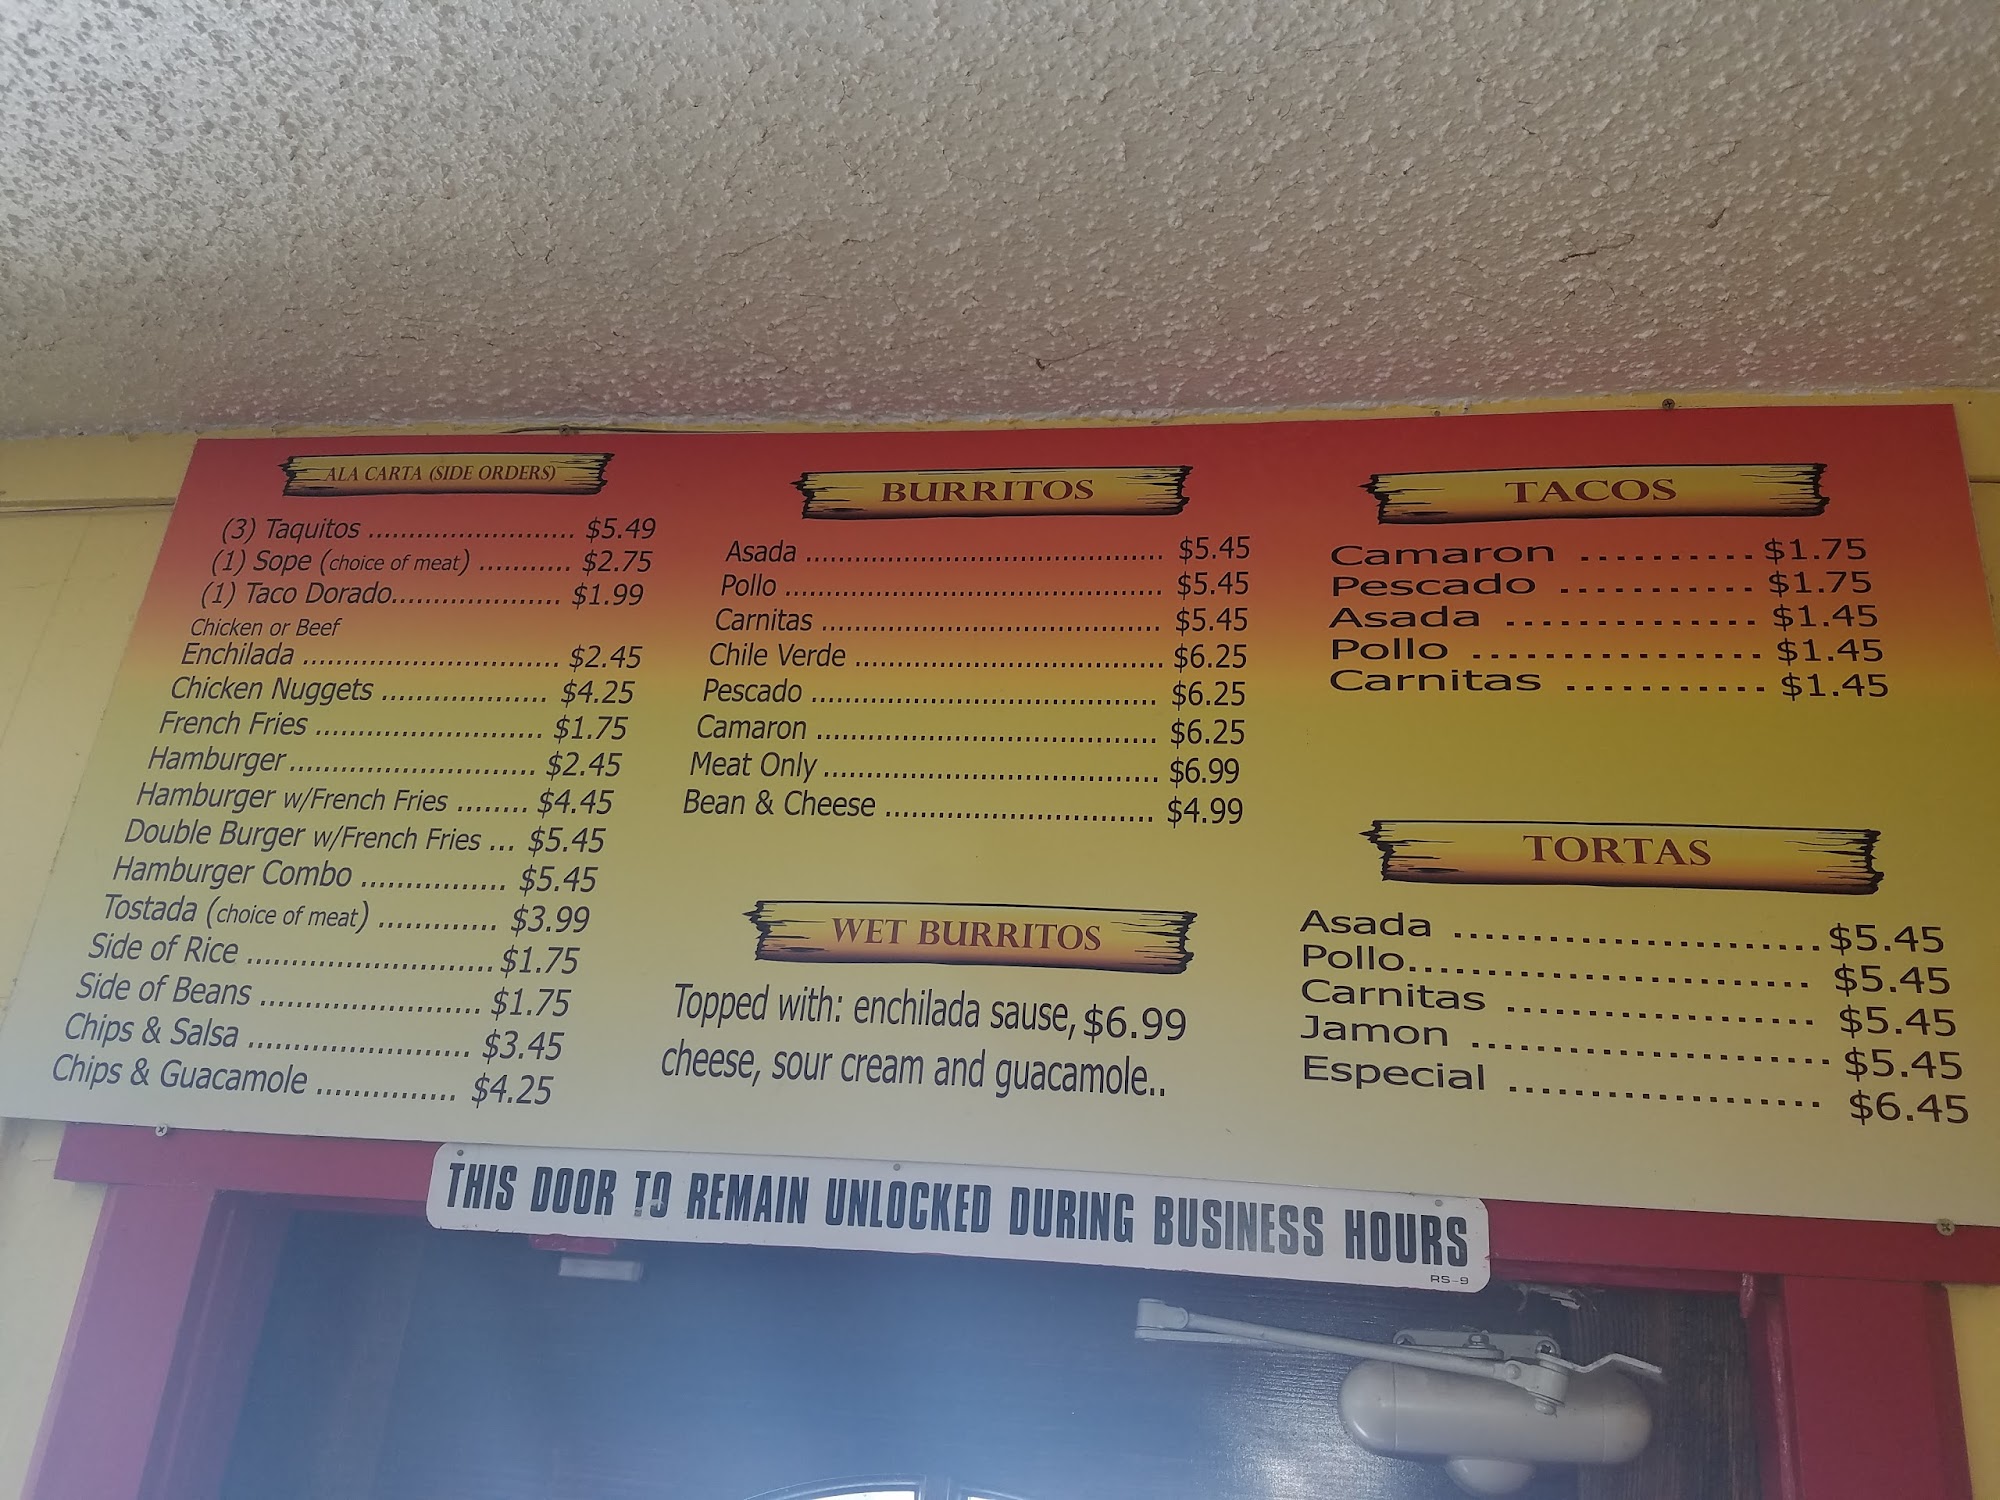 ALA CARTA (SIDE ORDERS)
(3) Taquitos ......................... $5.49
(1) Sope (choice of meat) ........... $2.75
(1) Taco Dorado.................... $1.99
Chicken or Beef
Enchilada .............................. $2.45
Chicken Nuggets ................... $4.25
French Fries .......................... $1.75
Hamburger............................ $2.45
Hamburger w/French Fries ........ $4.45
Double Burger w/French Fries ... $5.45
Hamburger Combo ................ $5.45
Tostada (choice of meat) ............. $3.99
Side of Rice .......................... $1.75
Side of Beans ....................... $1.75
Chips & Salsa ....................... $3.45
Chips & Guacamole ............... $4.25
BURRITOS
Asada ........................................ $5.45
Pollo .......................................... $5.45
Carnitas ...................................... $5.45
Chile Verde .................................. $6.25
Pescado ...................................... $6.25
Camaron ..................................... $6.25
Meat Only .................................... $6.99
Bean & Cheese ............................. $4.99
WET BURRITOS
Topped with: enchilada sause, $6.99
cheese, sour cream and guacamole..
TACOS
Camaron ........... $1.75
Pescado ............ $1.75
Asada ............... $1.45
Pollo ................. $1.45
Carnitas ............ $1.45
TORTAS
Asada ...................... $5.45
Pollo........................ $5.45
Carnitas ................... $5.45
Jamon ...................... $5.45
Especial ................... $6.45
THIS DOOR TO REMAIN UNLOCKED DURING BUSINESS HOURS
RS-9